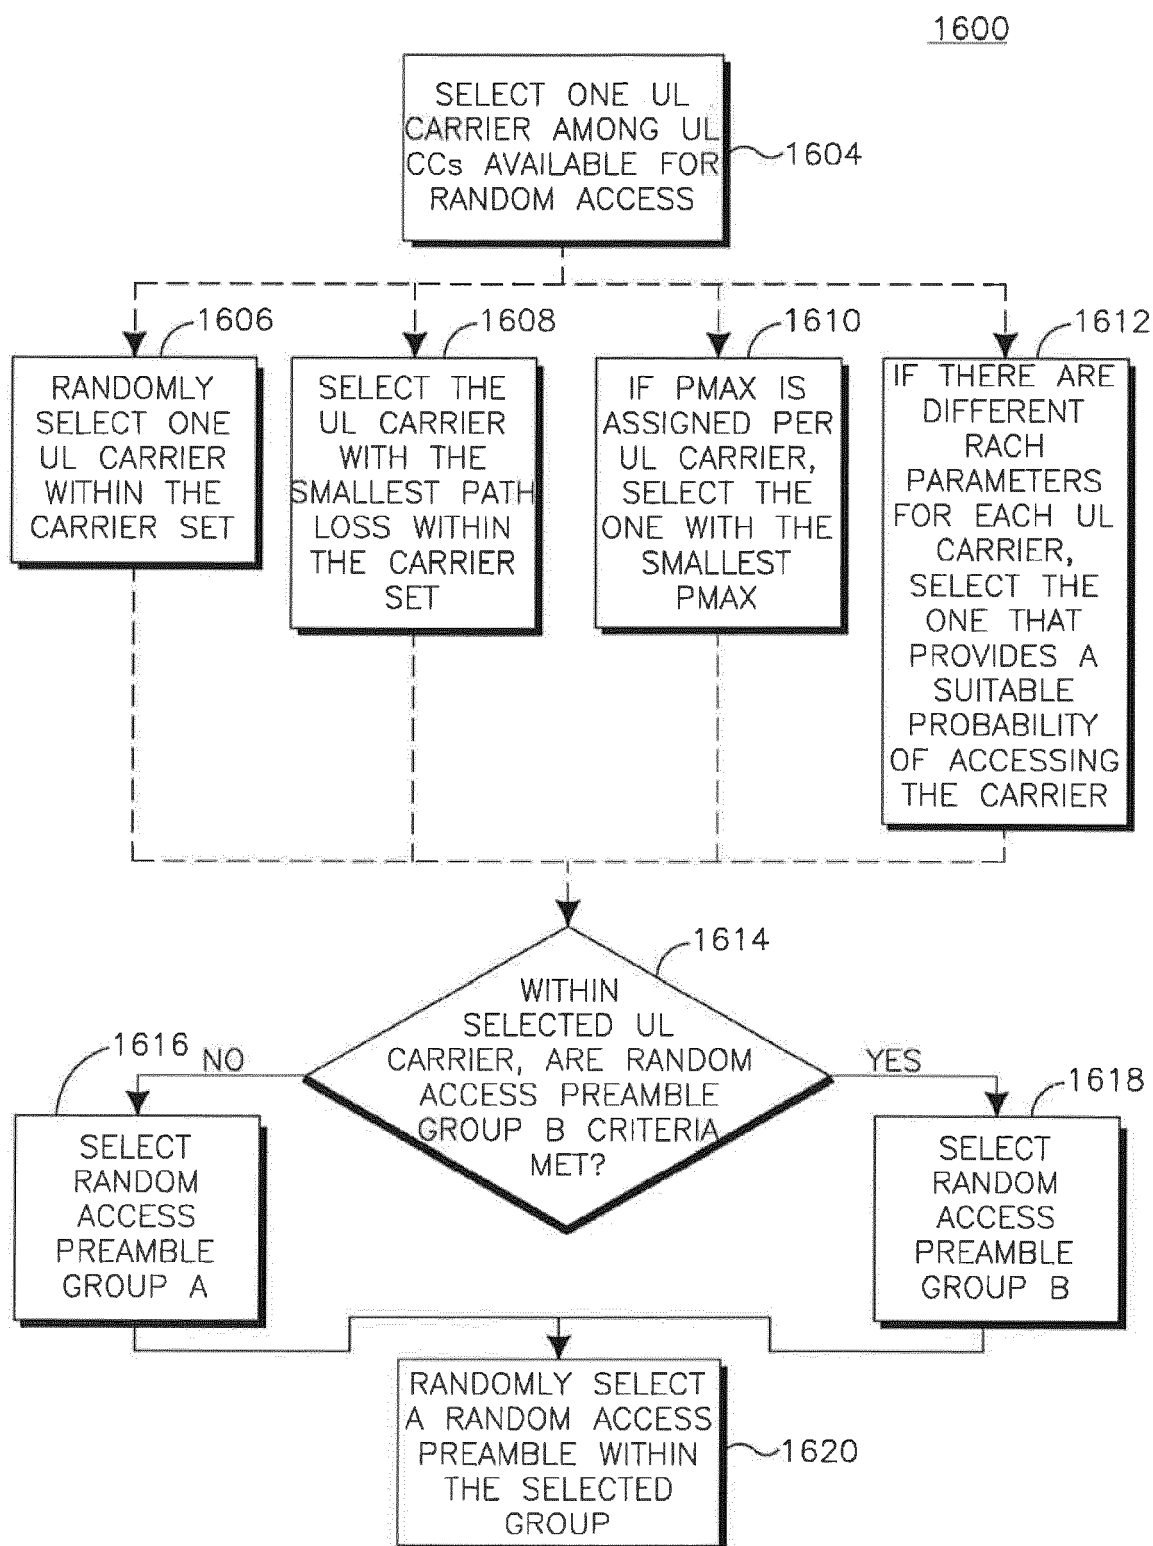 1600
SELECT ONE UL
CARRIER AMONG UL
CCs AVAILABLE FOR
RANDOM ACCESS
1604
1606
RANDOMLY
SELECT ONE
UL CARRIER
WITHIN THE
CARRIER SET
1608
SELECT THE
UL CARRIER
WITH THE
SMALLEST PATH
LOSS WITHIN
THE CARRIER
SET
1610
IF PMAX IS
ASSIGNED PER
UL CARRIER,
SELECT THE
ONE WITH THE
SMALLEST
PMAX
1612
IF THERE ARE
DIFFERENT
RACH
PARAMETERS
FOR EACH UL
CARRIER,
SELECT THE
ONE THAT
PROVIDES A
SUITABLE
PROBABILITY
OF ACCESSING
THE CARRIER
1614
WITHIN
SELECTED UL
CARRIER, ARE RANDOM
ACCESS PREAMBLE
GROUP B CRITERIA
MET?
NO
YES
1616
SELECT
RANDOM
ACCESS
PREAMBLE
GROUP A
1618
SELECT
RANDOM
ACCESS
PREAMBLE
GROUP B
RANDOMLY SELECT
A RANDOM ACCESS
PREAMBLE WITHIN
THE SELECTED
GROUP
1620